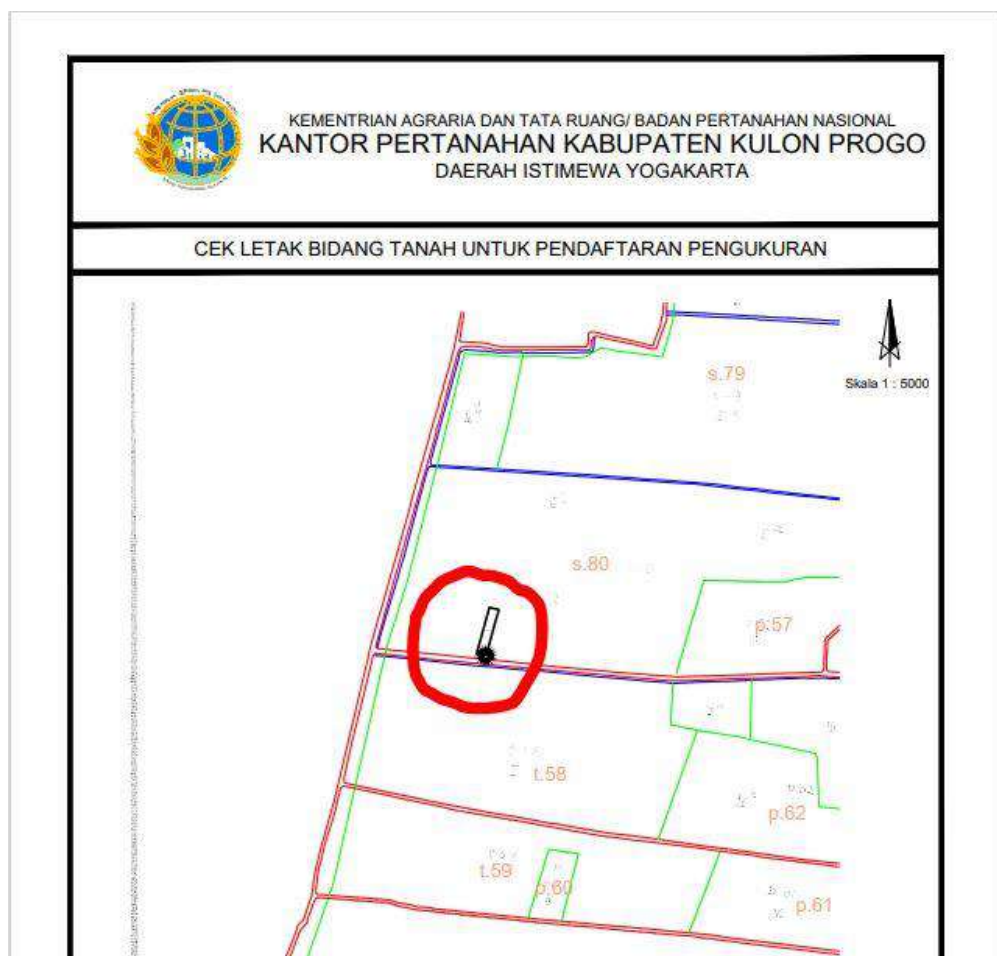 KEMENTRIAN AGRARIA DAN TATA RUANG/ BADAN PERTANAHAN NASIONAL
KANTOR PERTANAHAN KABUPATEN KULON PROGO
DAERAH ISTIMEWA YOGYAKARTA
CEK LETAK BIDANG TANAH UNTUK PENDAFTARAN PENGUKURAN
s.79
Skala 1 : 5000
s.80
p.57
t.58
p.62
t.59
p.60
p.61